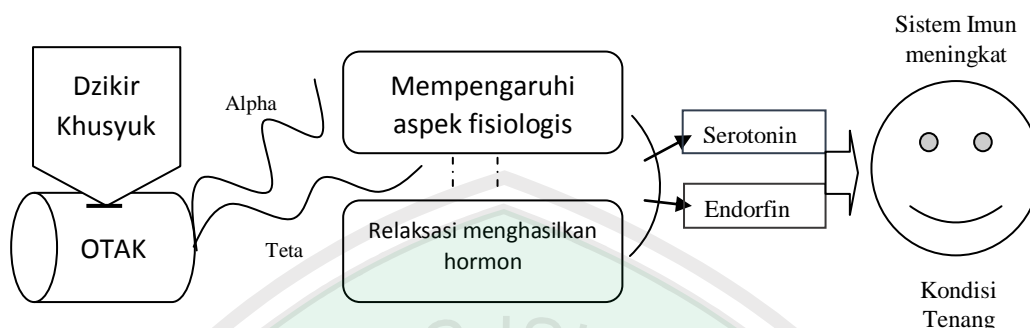 Dzikir
Khusyuk
OTAK
Alpha
Teta
Mempengaruhi
aspek fisiologis
Relaksasi menghasilkan
hormon
Serotonin
Endorfin
Sistem Imun
meningkat
Kondisi
Tenang